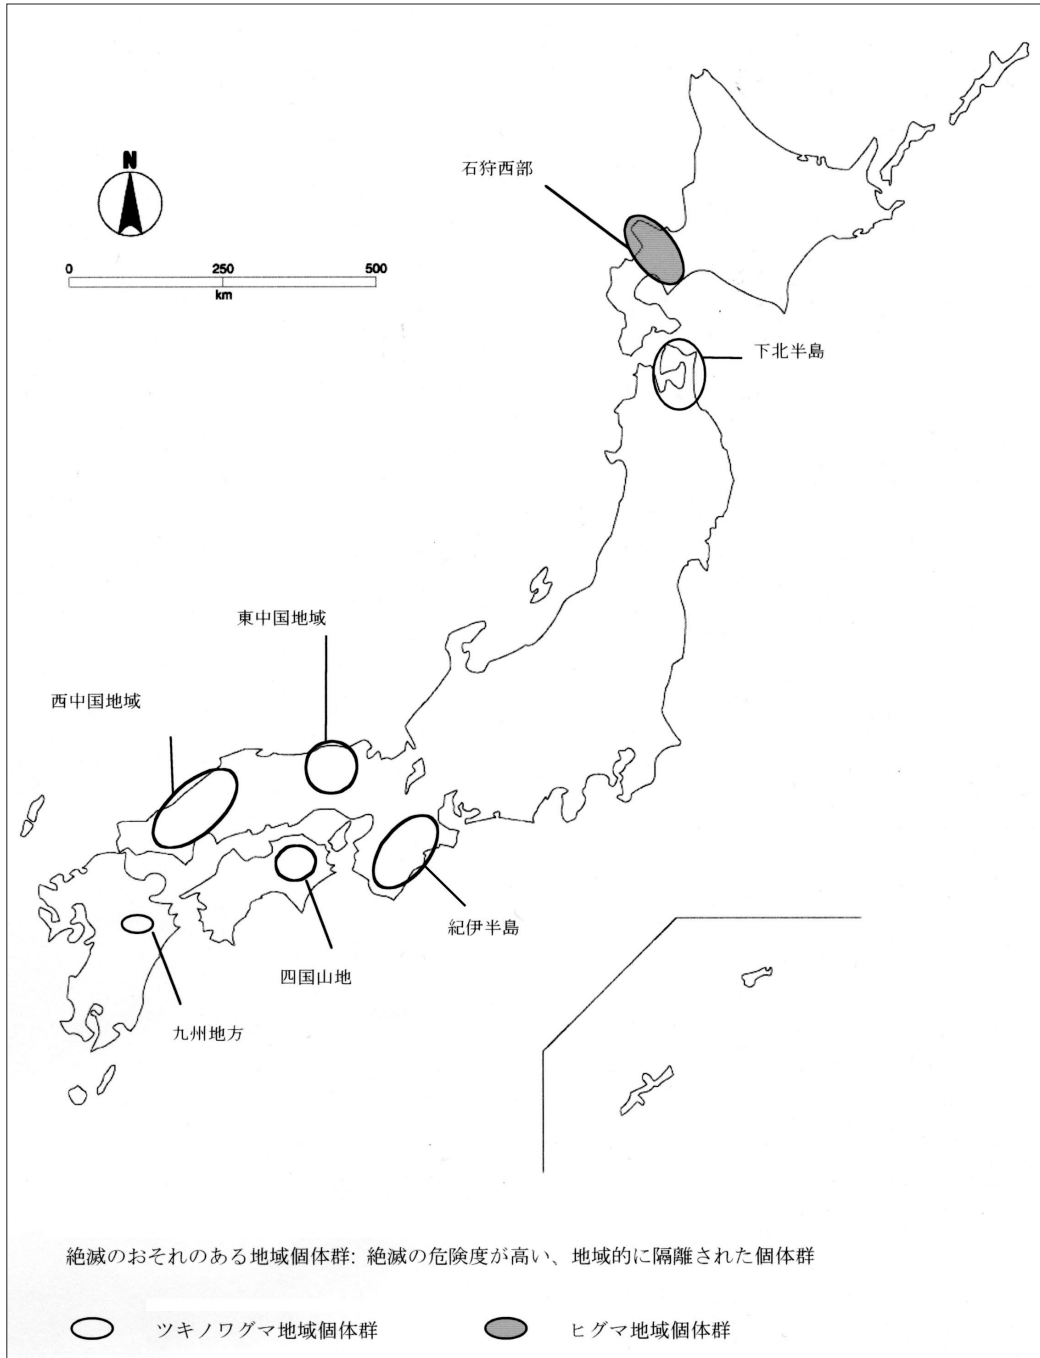 N
石狩西部
0 250 500
km
下北半島
東中国地域
西中国地域
紀伊半島
四国山地
九州地方
絶滅のおそれのある地域個体群: 絶滅の危険度が高い、地域的に隔離された個体群
ツキノワグマ地域個体群 ヒグマ地域個体群